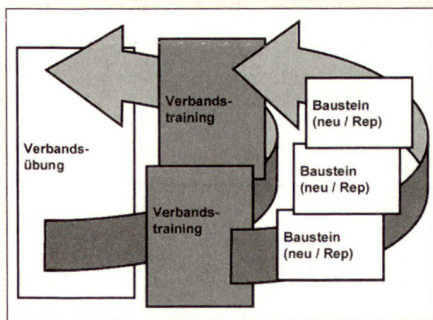 Verbands-
übung
Verbands-
training
Verbands-
training
Baustein
(neu / Rep)
Baustein
(neu / Rep)
Baustein
(neu / Rep)